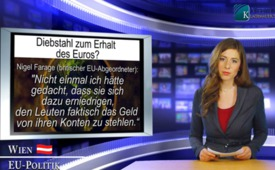 Diebstahl zum Erhalt
des Euros?
Nigel Farage (britischer EU-Abgeordneter):
"Nicht einmal ich hätte
gedacht, dass sie sich
dazu erniedrigen,
den Leuten faktisch das Geld
von ihren Konten zu stehlen."
WIEN
EU-POLITIK